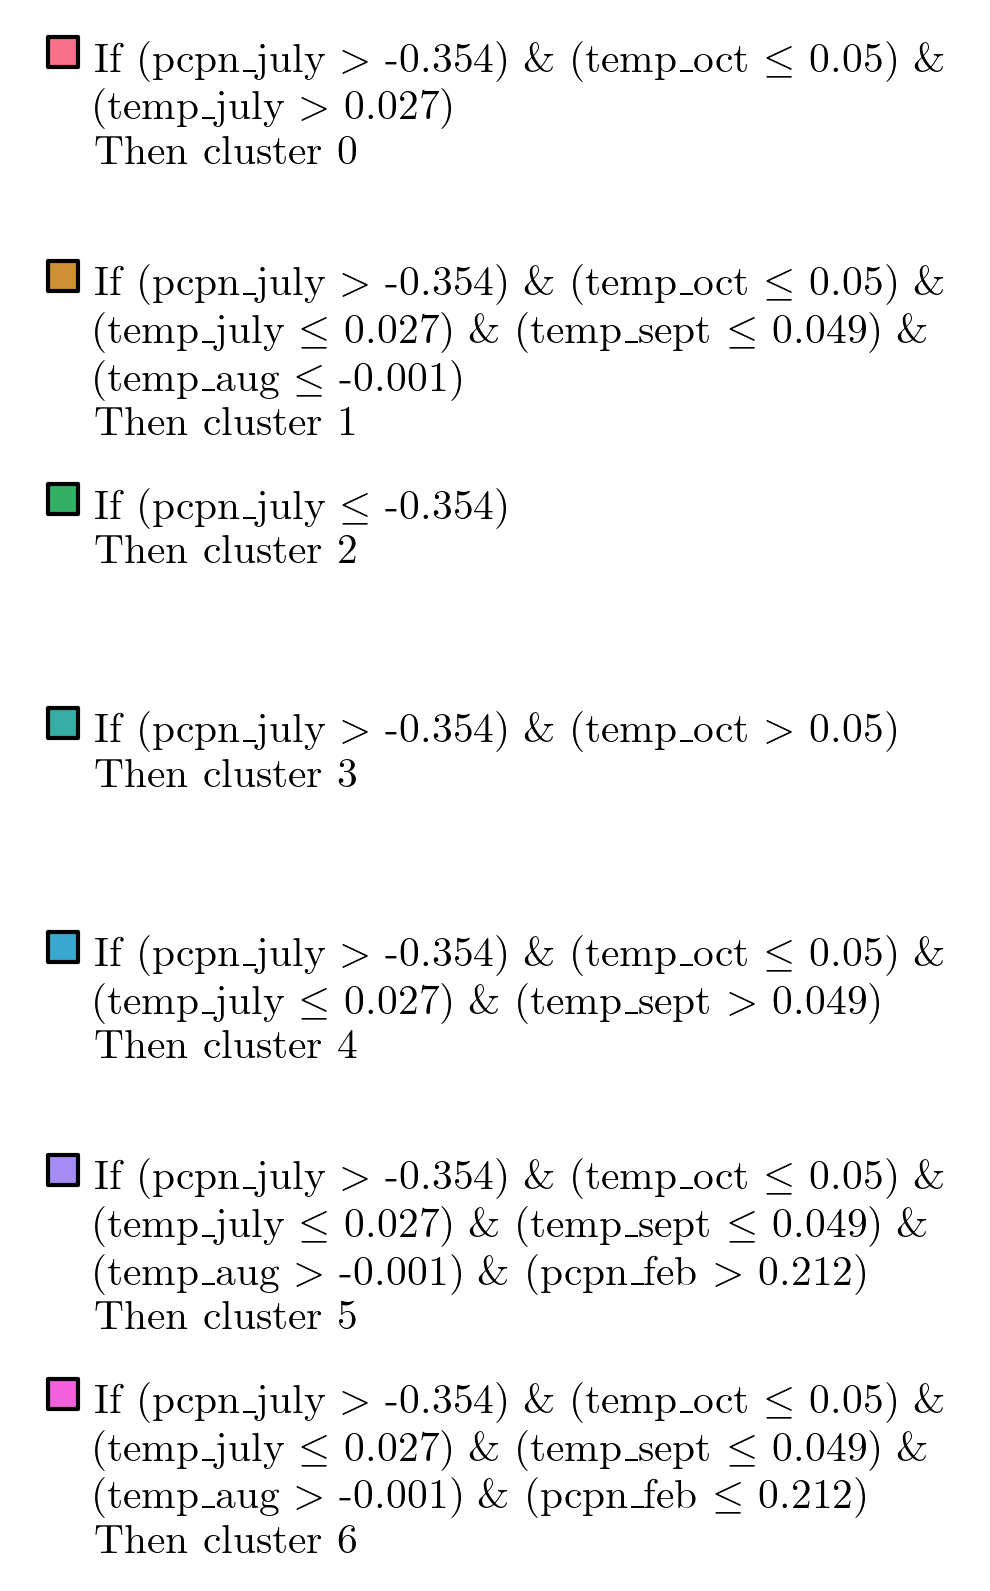 If (pcpn_july > -0.354) & (temp_oct ≤ 0.05) &
(temp_july > 0.027)
Then cluster 0
If (pcpn_july > -0.354) & (temp_oct ≤ 0.05) &
(temp_july ≤ 0.027) & (temp_sept ≤ 0.049) &
(temp_aug ≤ -0.001)
Then cluster 1
If (pcpn_july ≤ -0.354)
Then cluster 2
If (pcpn_july > -0.354) & (temp_oct > 0.05)
Then cluster 3
If (pcpn_july > -0.354) & (temp_oct ≤ 0.05) &
(temp_july ≤ 0.027) & (temp_sept > 0.049)
Then cluster 4
If (pcpn_july > -0.354) & (temp_oct ≤ 0.05) &
(temp_july ≤ 0.027) & (temp_sept ≤ 0.049) &
(temp_aug > -0.001) & (pcpn_feb > 0.212)
Then cluster 5
If (pcpn_july > -0.354) & (temp_oct ≤ 0.05) &
(temp_july ≤ 0.027) & (temp_sept ≤ 0.049) &
(temp_aug > -0.001) & (pcpn_feb ≤ 0.212)
Then cluster 6